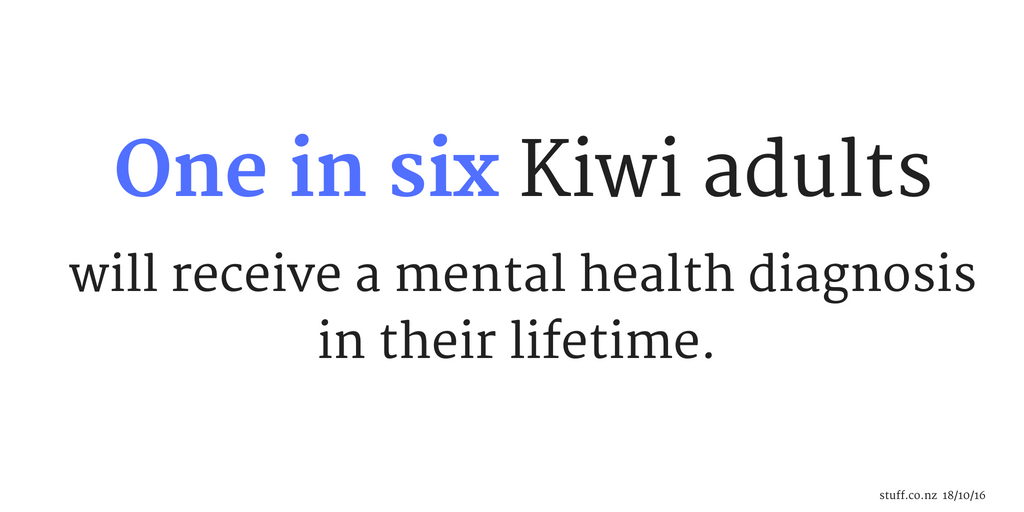 One in six Kiwi adults
will receive a mental health diagnosis
in their lifetime.
stuff.co.nz 18/10/16